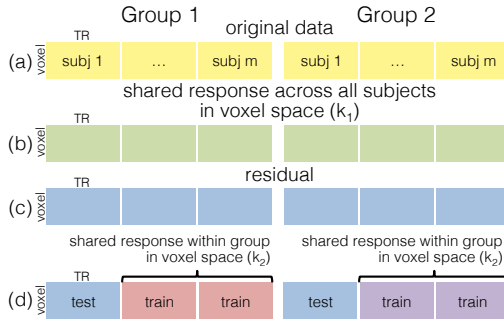 Group 1 Group 2
original data
TR
(a) voxel subj 1 ... subj m subj 1 ... subj m
shared response across all subjects
in voxel space (k₁)
TR
(b) voxel
residual
TR
(c) voxel
shared response within group shared response within group
in voxel space (k₂) in voxel space (k₂)
TR
(d) voxel test train train test train train